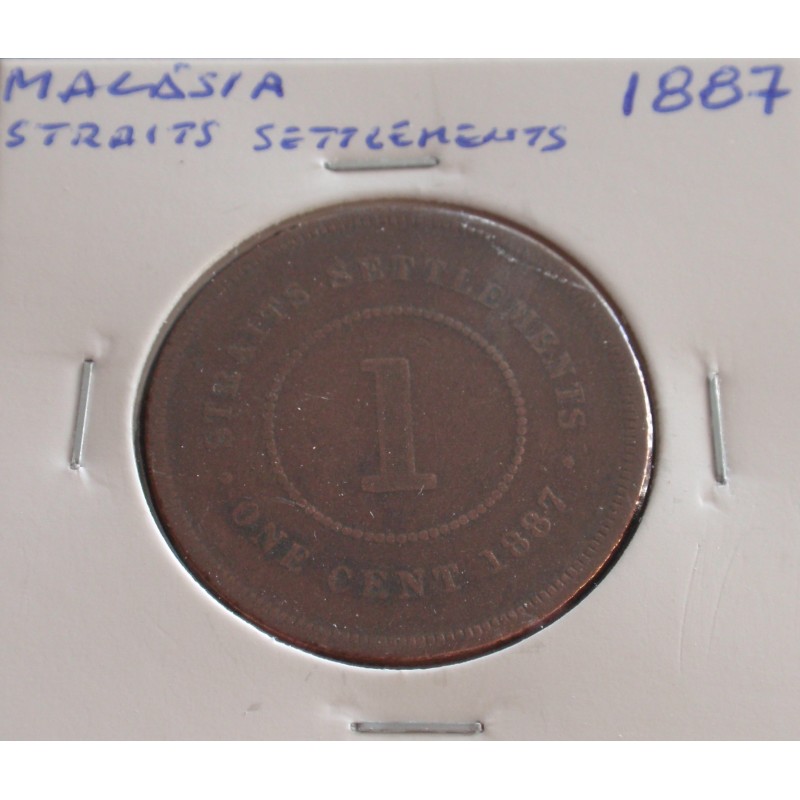 MALÁSIA 1887
STRAITS SETTLEMENTS
STRAITS SETTLEMENTS
1
· ONE CENT 1887 ·